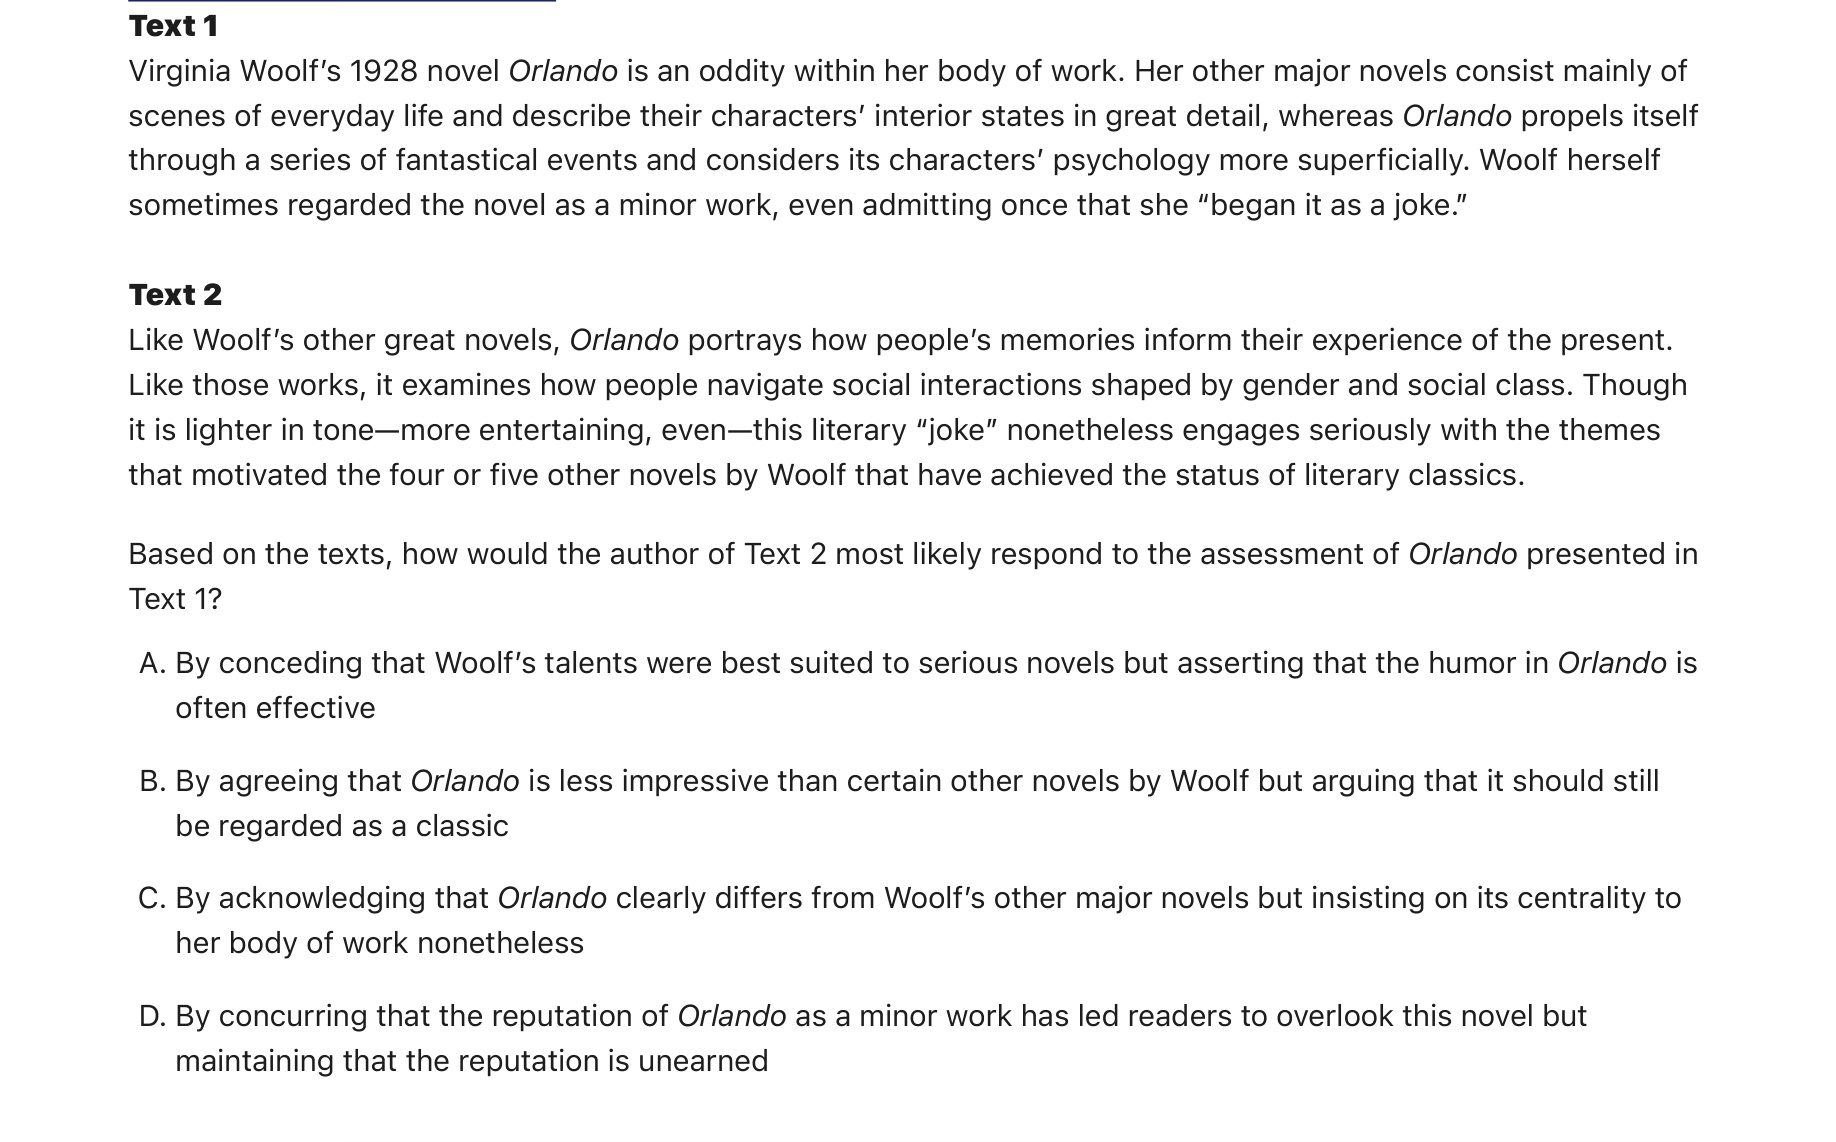 Text 1
Virginia Woolf’s 1928 novel Orlando is an oddity within her body of work. Her other major novels consist mainly of
scenes of everyday life and describe their characters’ interior states in great detail, whereas Orlando propels itself
through a series of fantastical events and considers its characters’ psychology more superficially. Woolf herself
sometimes regarded the novel as a minor work, even admitting once that she “began it as a joke.”
Text 2
Like Woolf’s other great novels, Orlando portrays how people’s memories inform their experience of the present.
Like those works, it examines how people navigate social interactions shaped by gender and social class. Though
it is lighter in tone—more entertaining, even—this literary “joke” nonetheless engages seriously with the themes
that motivated the four or five other novels by Woolf that have achieved the status of literary classics.
Based on the texts, how would the author of Text 2 most likely respond to the assessment of Orlando presented in
Text 1?
A. By conceding that Woolf’s talents were best suited to serious novels but asserting that the humor in Orlando is
often effective
B. By agreeing that Orlando is less impressive than certain other novels by Woolf but arguing that it should still
be regarded as a classic
C. By acknowledging that Orlando clearly differs from Woolf’s other major novels but insisting on its centrality to
her body of work nonetheless
D. By concurring that the reputation of Orlando as a minor work has led readers to overlook this novel but
maintaining that the reputation is unearned